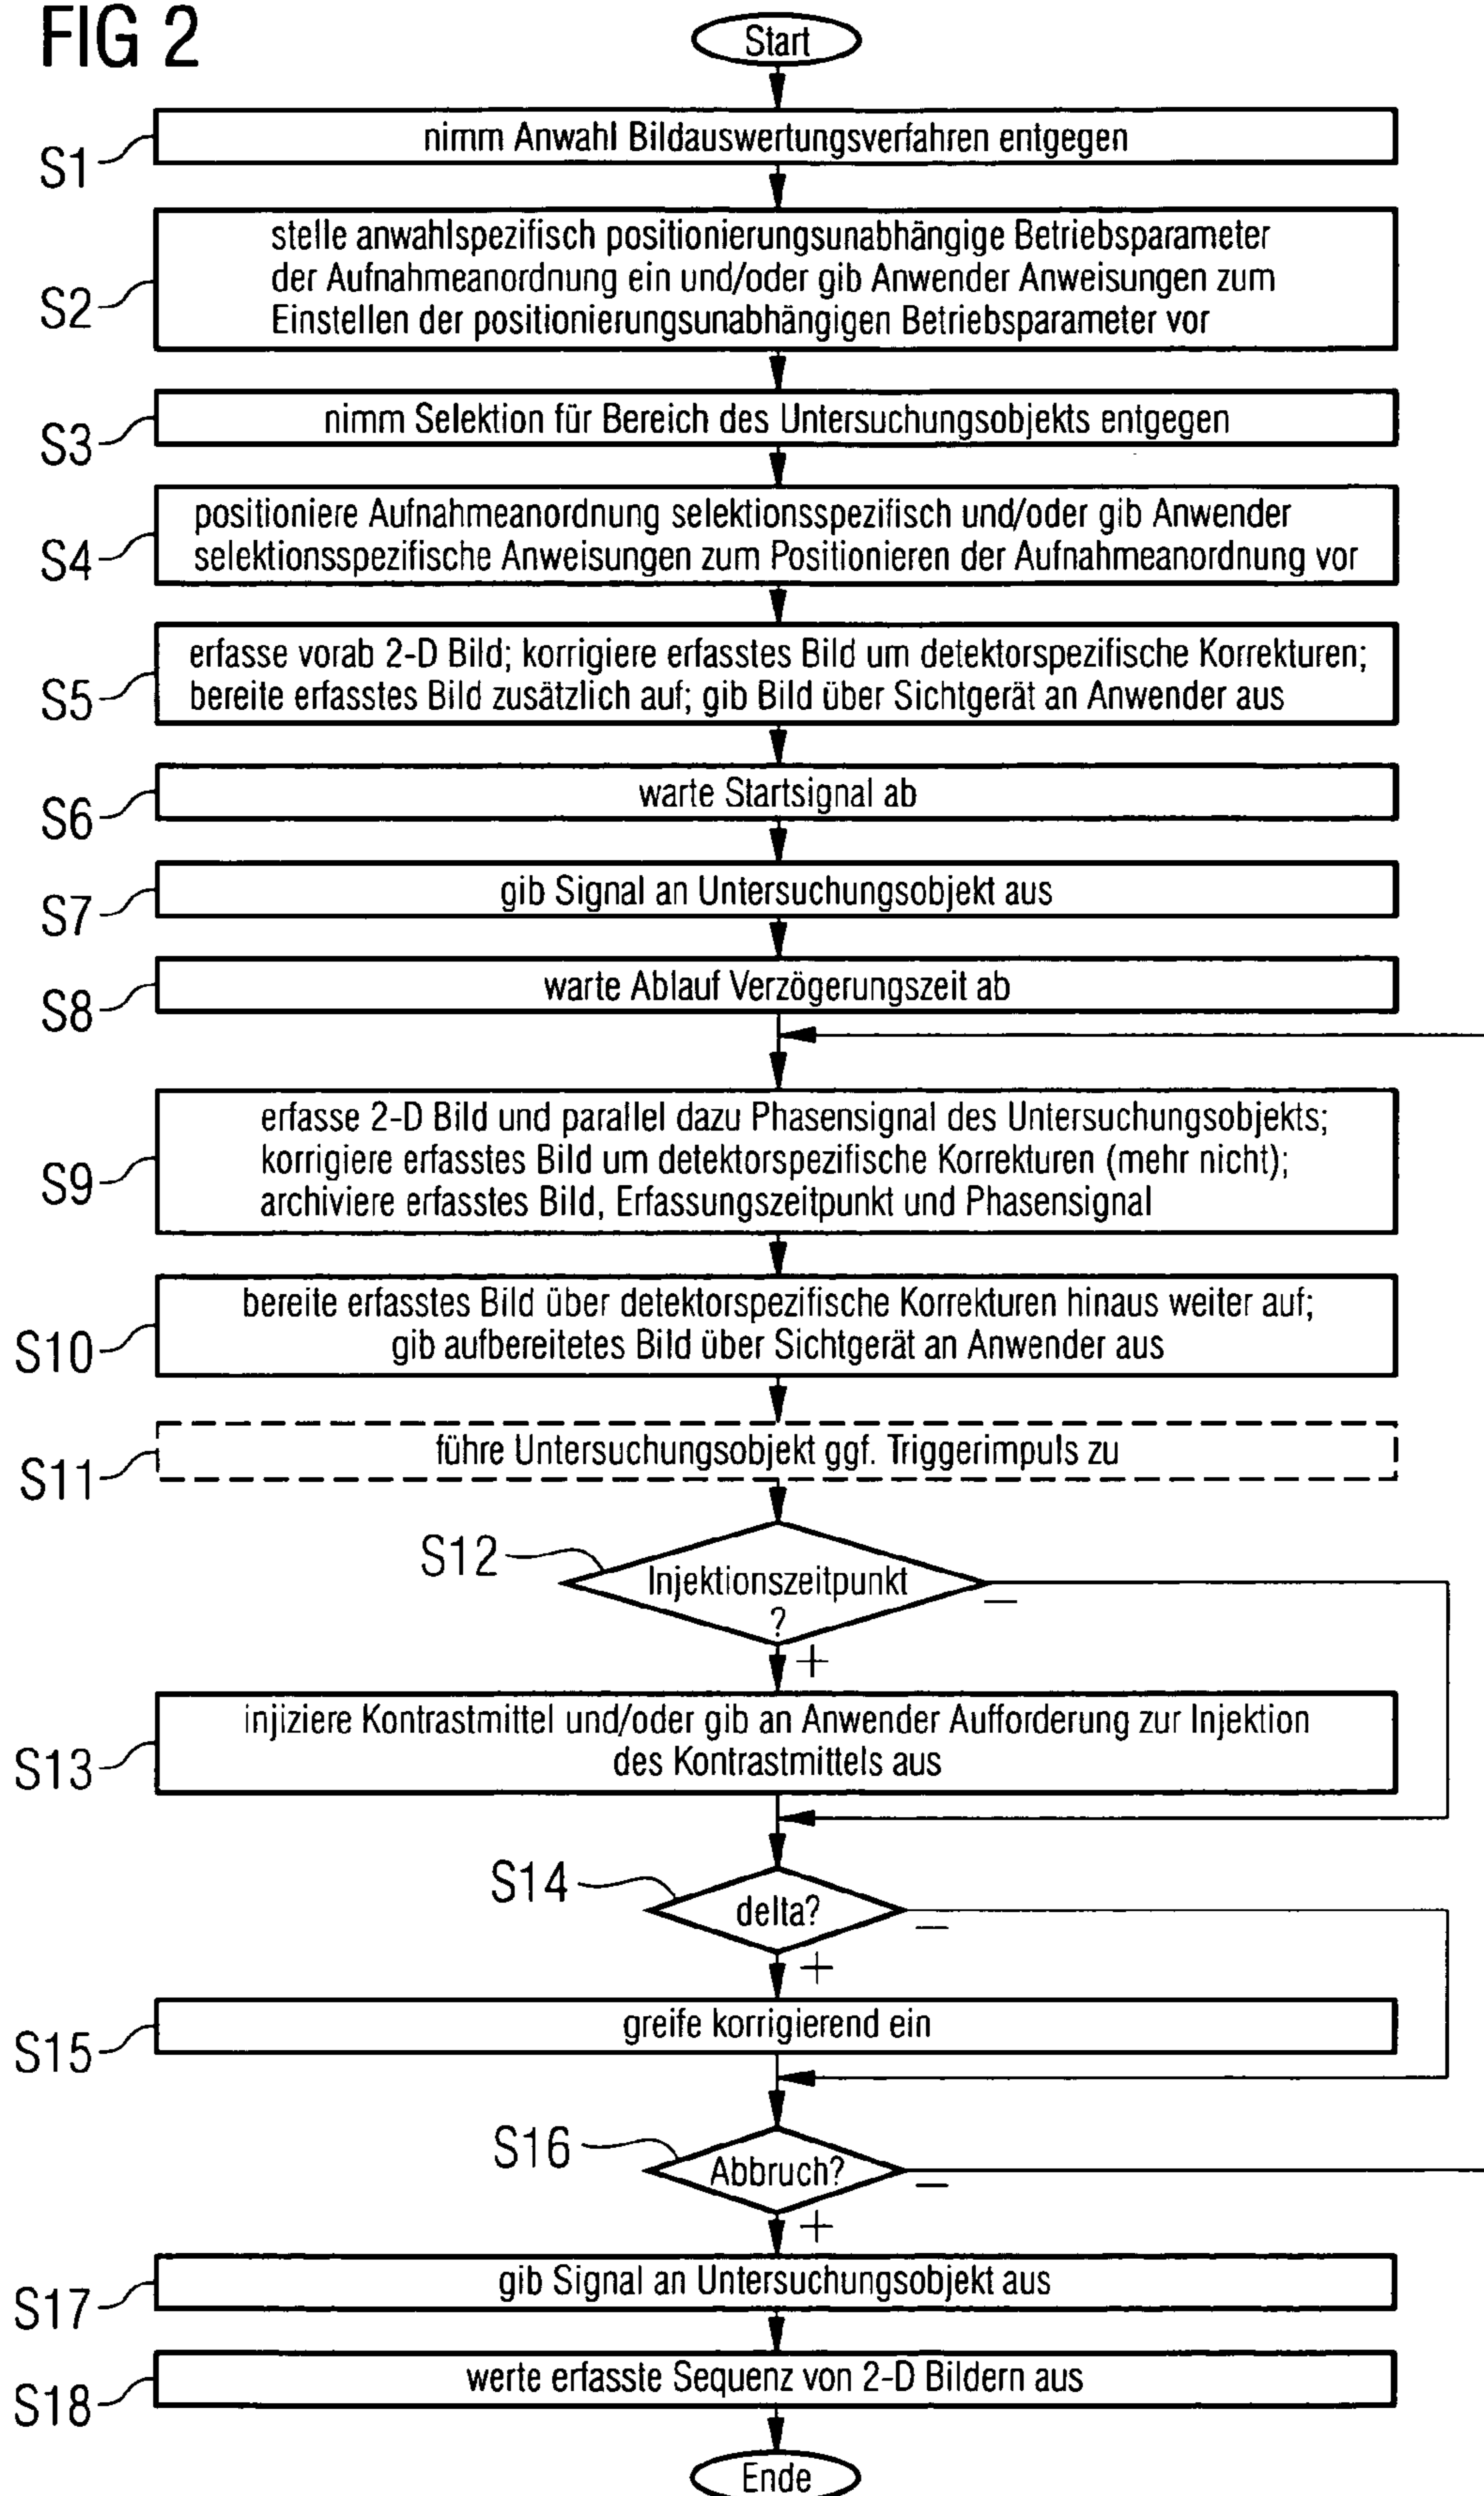 FIG 2
Start
S1
nimm Anwahl Bildauswertungsverfahren entgegen
S2
stelle anwahlspezifisch positionierungsunabhängige Betriebsparameter
der Aufnahmeanordnung ein und/oder gib Anwender Anweisungen zum
Einstellen der positionierungsunabhängigen Betriebsparameter vor
S3
nimm Selektion für Bereich des Untersuchungsobjekts entgegen
S4
positioniere Aufnahmeanordnung selektionsspezifisch und/oder gib Anwender
selektionsspezifische Anweisungen zum Positionieren der Aufnahmeanordnung vor
S5
erfasse vorab 2-D Bild; korrigiere erfasstes Bild um detektorspezifische Korrekturen;
bereite erfasstes Bild zusätzlich auf; gib Bild über Sichtgerät an Anwender aus
S6
warte Startsignal ab
S7
gib Signal an Untersuchungsobjekt aus
S8
warte Ablauf Verzögerungszeit ab
S9
erfasse 2-D Bild und parallel dazu Phasensignal des Untersuchungsobjekts;
korrigiere erfasstes Bild um detektorspezifische Korrekturen (mehr nicht);
archiviere erfasstes Bild, Erfassungszeitpunkt und Phasensignal
S10
bereite erfasstes Bild über detektorspezifische Korrekturen hinaus weiter auf;
gib aufbereitetes Bild über Sichtgerät an Anwender aus
S11
führe Untersuchungsobjekt ggf. Triggerimpuls zu
S12
Injektionszeitpunkt
?
–
+
S13
injiziere Kontrastmittel und/oder gib an Anwender Aufforderung zur Injektion
des Kontrastmittels aus
S14
delta?
–
+
S15
greife korrigierend ein
S16
Abbruch?
–
+
S17
gib Signal an Untersuchungsobjekt aus
S18
werte erfasste Sequenz von 2-D Bildern aus
Ende